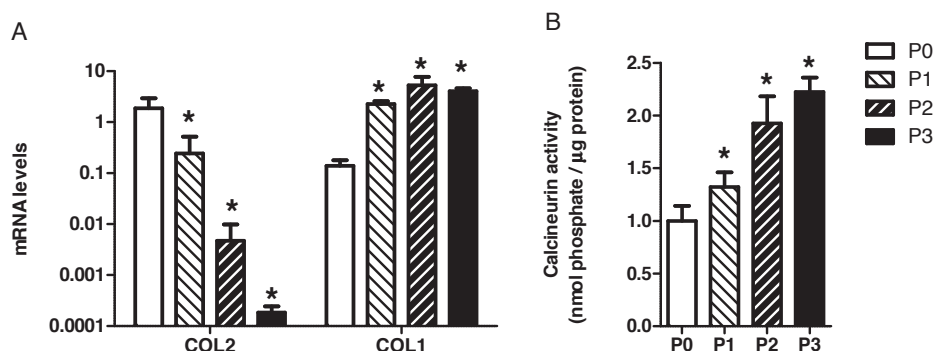 A
mRNA levels
10
1
0.1
0.01
0.001
0.0001
* * * * * *
COL2 COL1
B
Calcineurin activity
(nmol phosphate / µg protein)
2.5
2.0
1.5
1.0
0.5
0.0
* * *
P0 P1 P2 P3
P0
P1
P2
P3